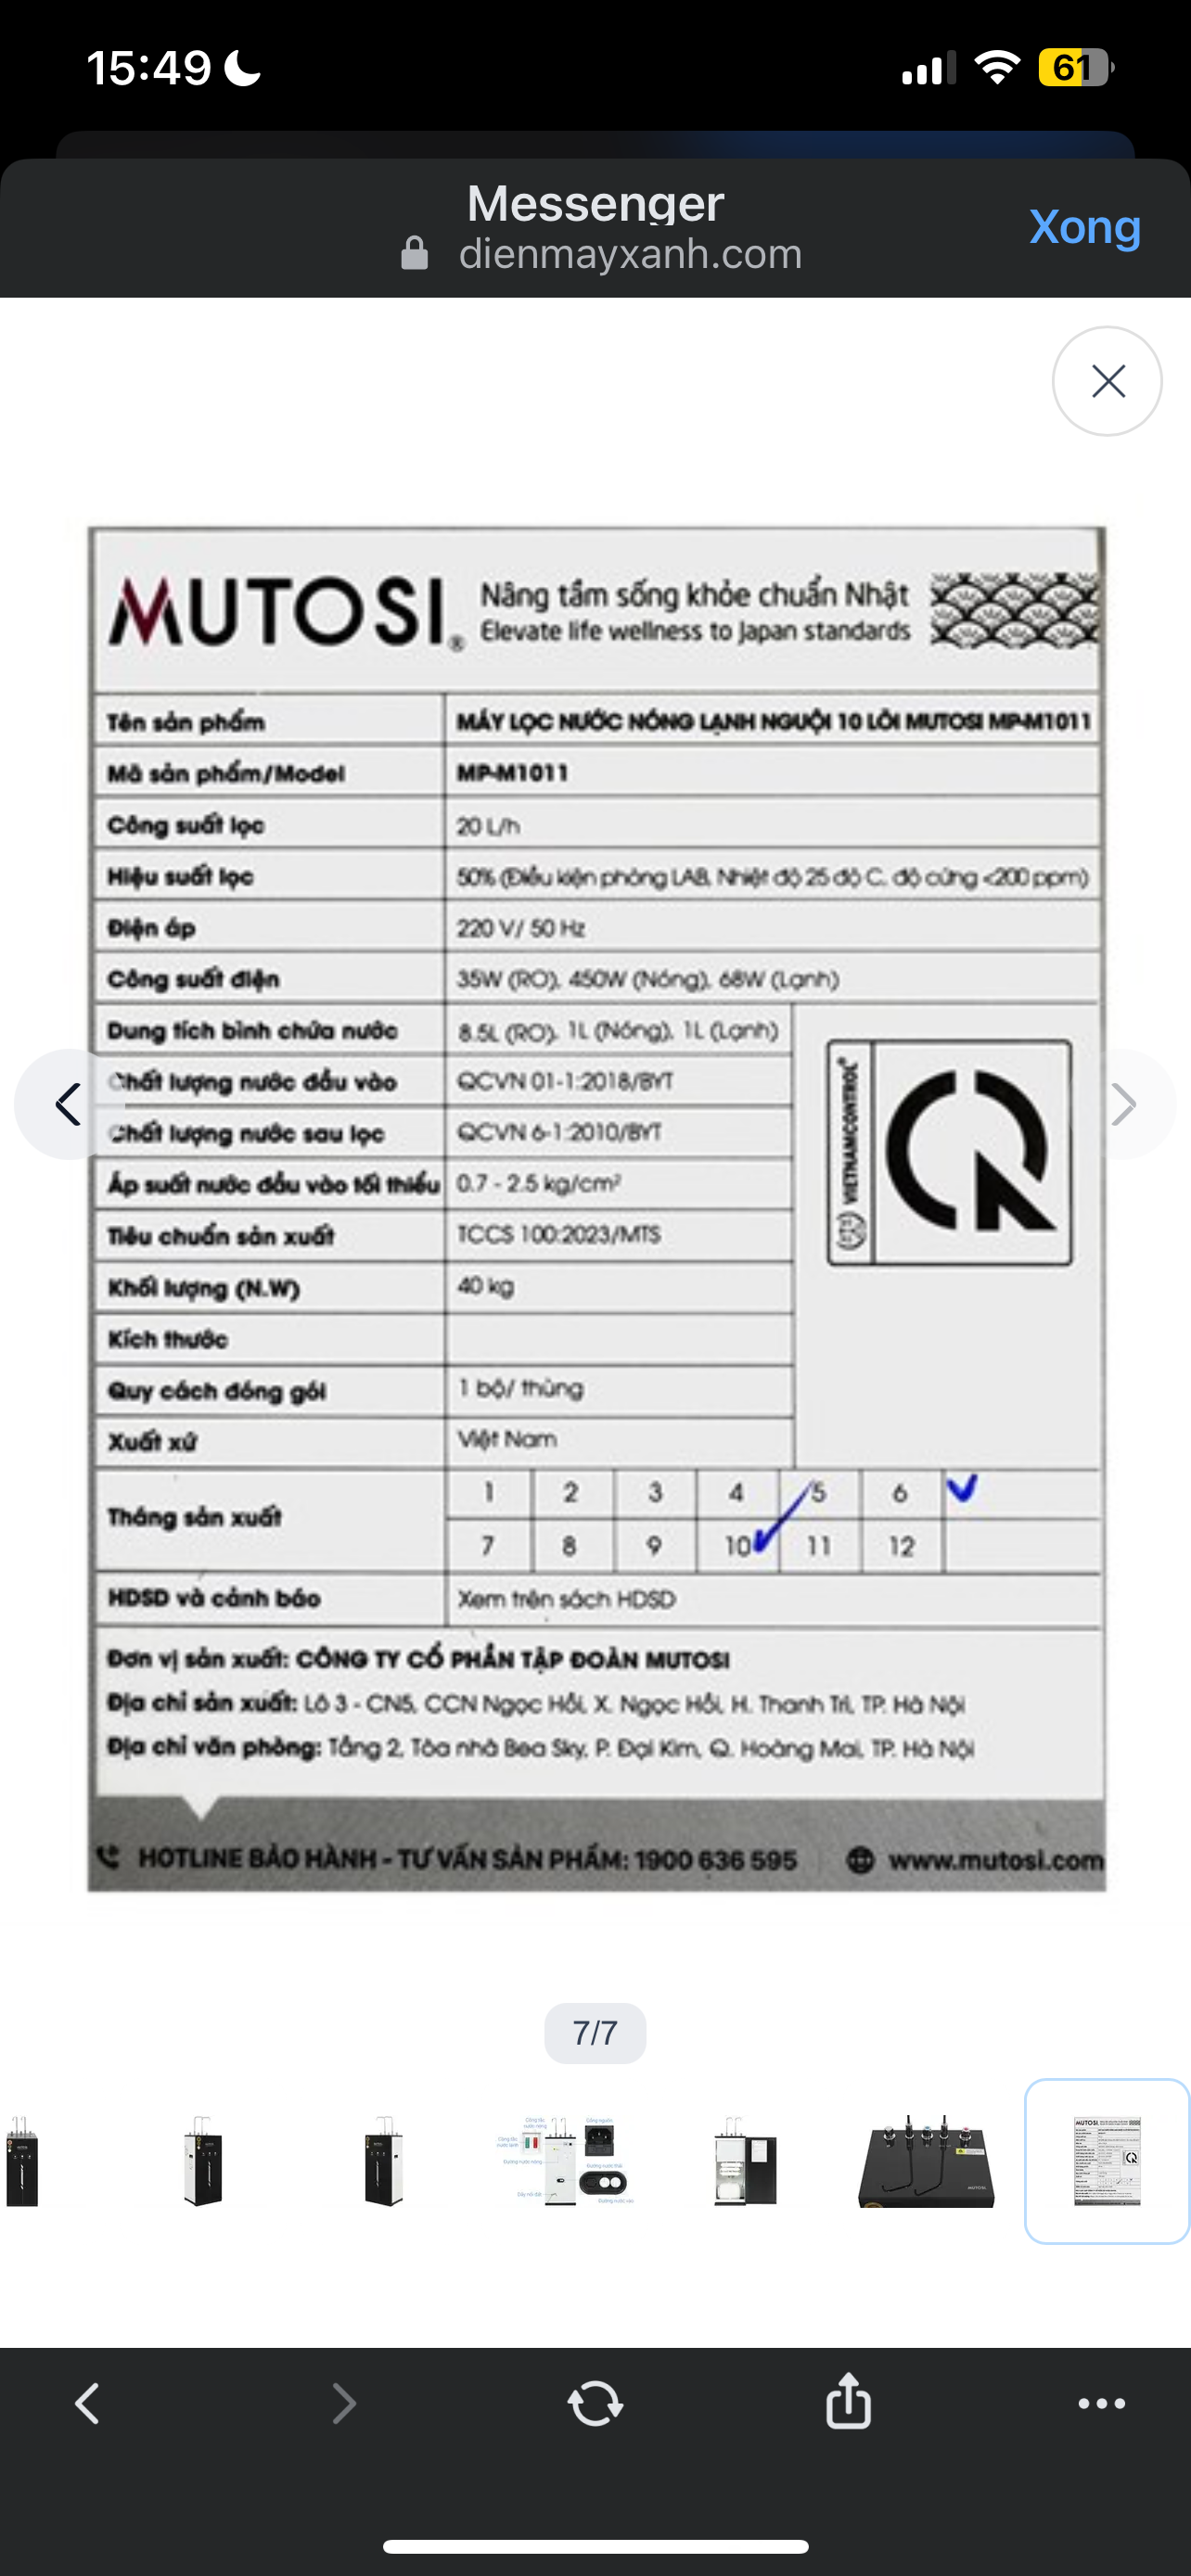 15:49
61
Messenger
dienmayxanh.com
Xong
MUTOSI®
Nâng tầm sống khỏe chuẩn Nhật
Elevate life wellness to Japan standards
Tên sản phẩm MÁY LỌC NƯỚC NÓNG LẠNH NGUỘI 10 LÕI MUTOSI MP-M1011
Mã sản phẩm/Model MP-M1011
Công suất lọc 20 L/h
Hiệu suất lọc 50% (Điều kiện phòng LAB, Nhiệt độ 25 độ C, độ cứng <200 ppm)
Điện áp 220 V/ 50 Hz
Công suất điện 35W (RO), 450W (Nóng), 68W (Lạnh)
Dung tích bình chứa nước 8.5L (RO), 1L (Nóng), 1L (Lạnh)
Chất lượng nước đầu vào QCVN 01-1:2018/BYT
Chất lượng nước sau lọc QCVN 6-1:2010/BYT
Áp suất nước đầu vào tối thiểu 0.7 - 2.5 kg/cm²
Tiêu chuẩn sản xuất TCCS 100:2023/MTS
Khối lượng (N.W) 40 kg
Kích thước
Quy cách đóng gói 1 bộ/ thùng
Xuất xứ Việt Nam
VIETNAMCONTROL®
Tháng sản xuất
1 2 3 4 5 6
7 8 9 10 11 12
HDSD và cảnh báo Xem trên sách HDSD
Đơn vị sản xuất: CÔNG TY CỔ PHẦN TẬP ĐOÀN MUTOSI
Địa chỉ sản xuất: Lô 3 - CN5, CCN Ngọc Hồi, X. Ngọc Hồi, H. Thanh Trì, TP. Hà Nội
Địa chỉ văn phòng: Tầng 2, Tòa nhà Bea Sky, P. Đại Kim, Q. Hoàng Mai, TP. Hà Nội
HOTLINE BẢO HÀNH - TƯ VẤN SẢN PHẨM: 1900 636 595 www.mutosi.com
7/7